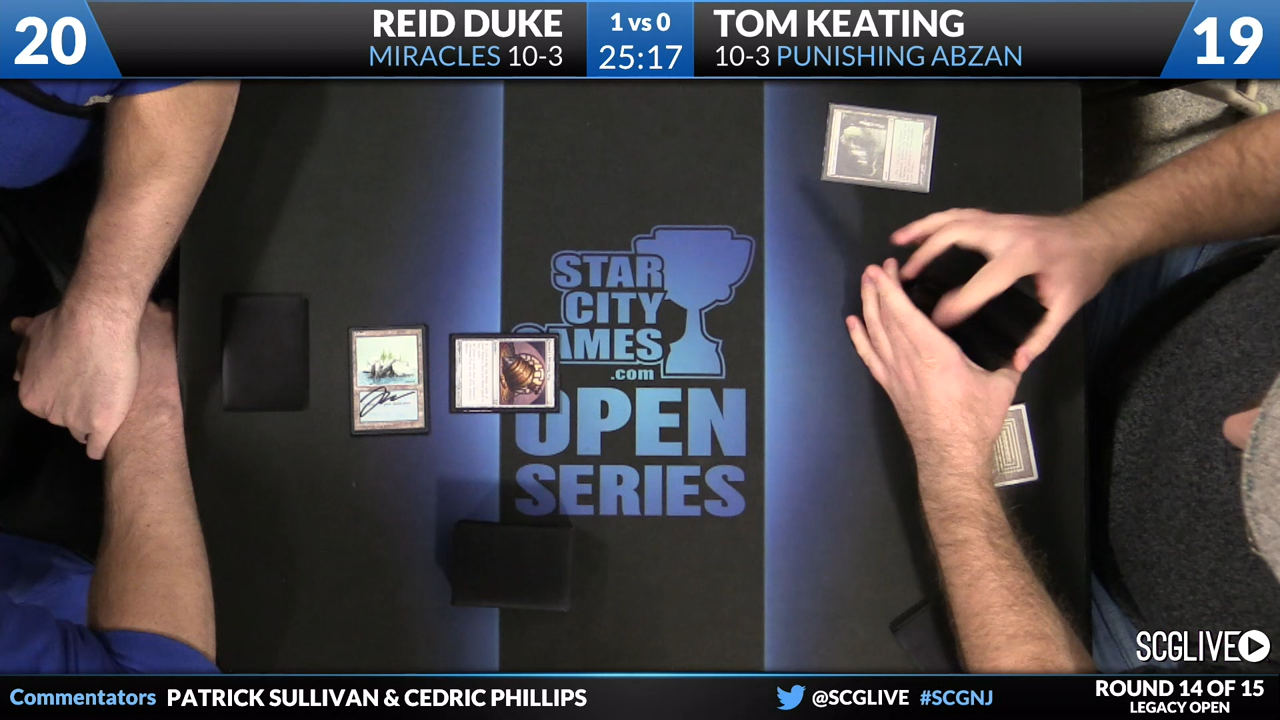 20
REID DUKE
MIRACLES 10-3
1 vs 0
25:17
TOM KEATING
10-3 PUNISHING ABZAN
19
STAR
CITY
GAMES
.com
OPEN
SERIES
SCGLIVE
Commentators PATRICK SULLIVAN & CEDRIC PHILLIPS
@SCGLIVE #SCGNJ
ROUND 14 OF 15
LEGACY OPEN